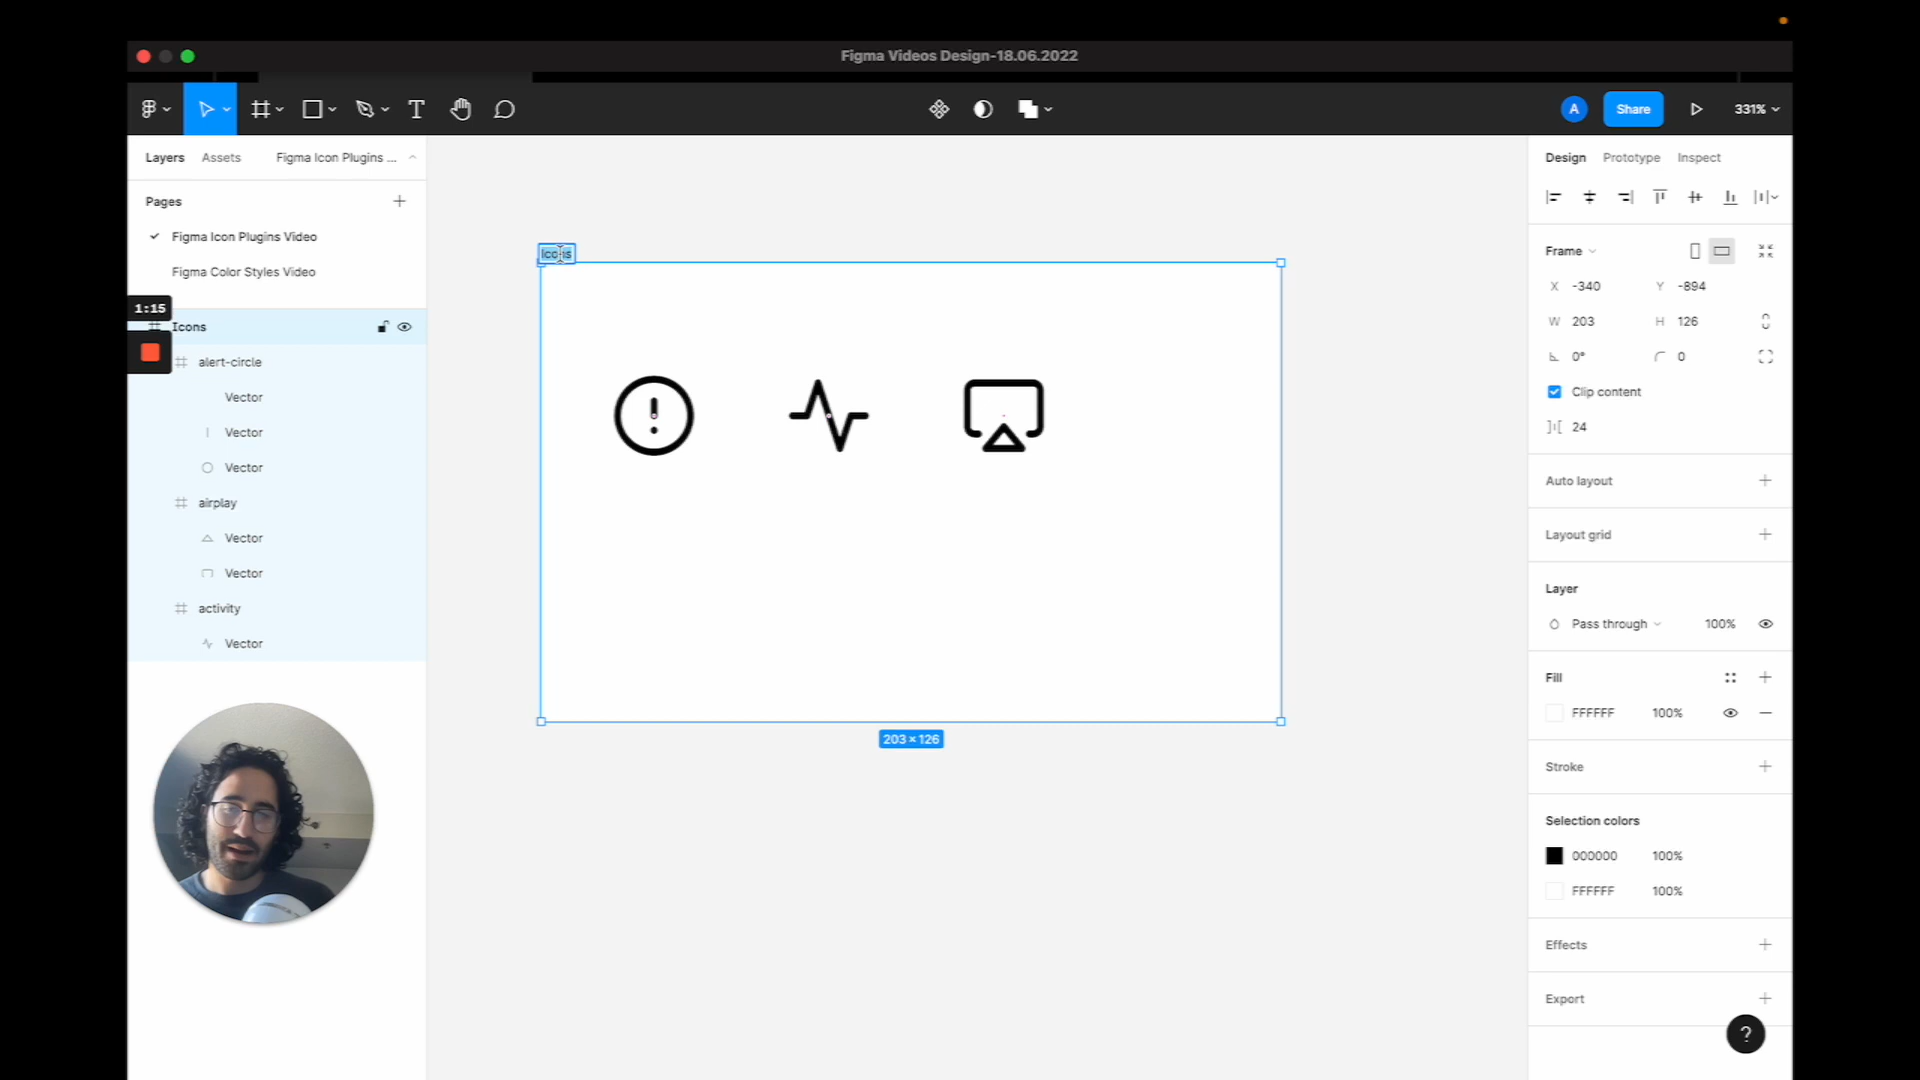 Figma Videos Design-18.06.2022
A
Share
331%
Layers
Assets
Figma Icon Plugins ...
Pages
Figma Icon Plugins Video
Figma Color Styles Video
1:15
Icons
alert-circle
Vector
Vector
Vector
airplay
Vector
Vector
activity
Vector
Icons
203 × 126
Design
Prototype
Inspect
Frame
X -340
Y -894
W 203
H 126
0°
0
Clip content
24
Auto layout
Layout grid
Layer
Pass through
100%
Fill
FFFFFF
100%
Stroke
Selection colors
000000
100%
FFFFFF
100%
Effects
Export
?